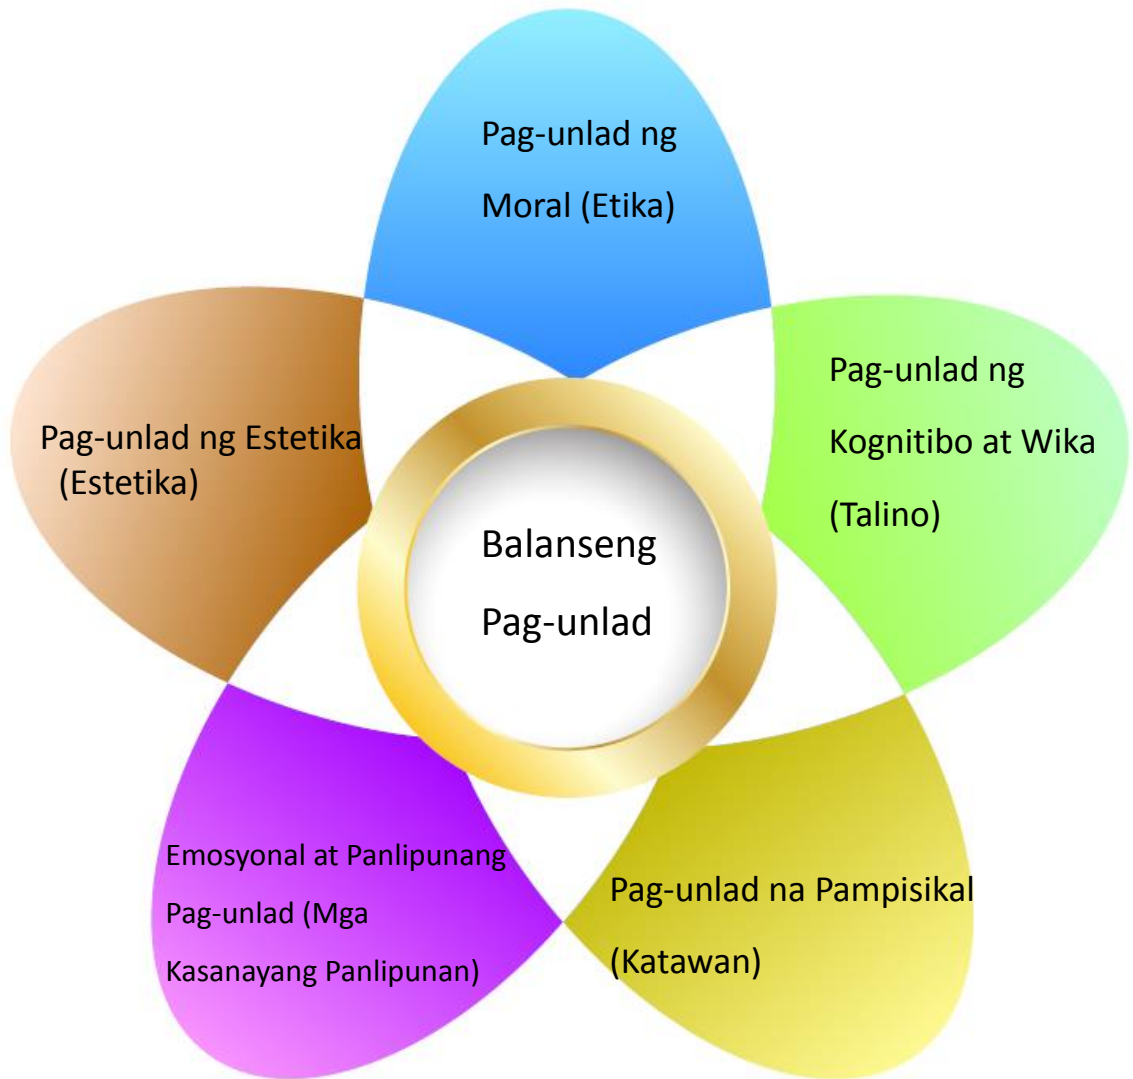 Pag-unlad ng
Moral (Etika)
Pag-unlad ng
Kognitibo at Wika
(Talino)
Pag-unlad ng Estetika
(Estetika)
Balanseng
Pag-unlad
Emosyonal at Panlipunang
Pag-unlad (Mga
Kasanayang Panlipunan)
Pag-unlad na Pampisikal
(Katawan)